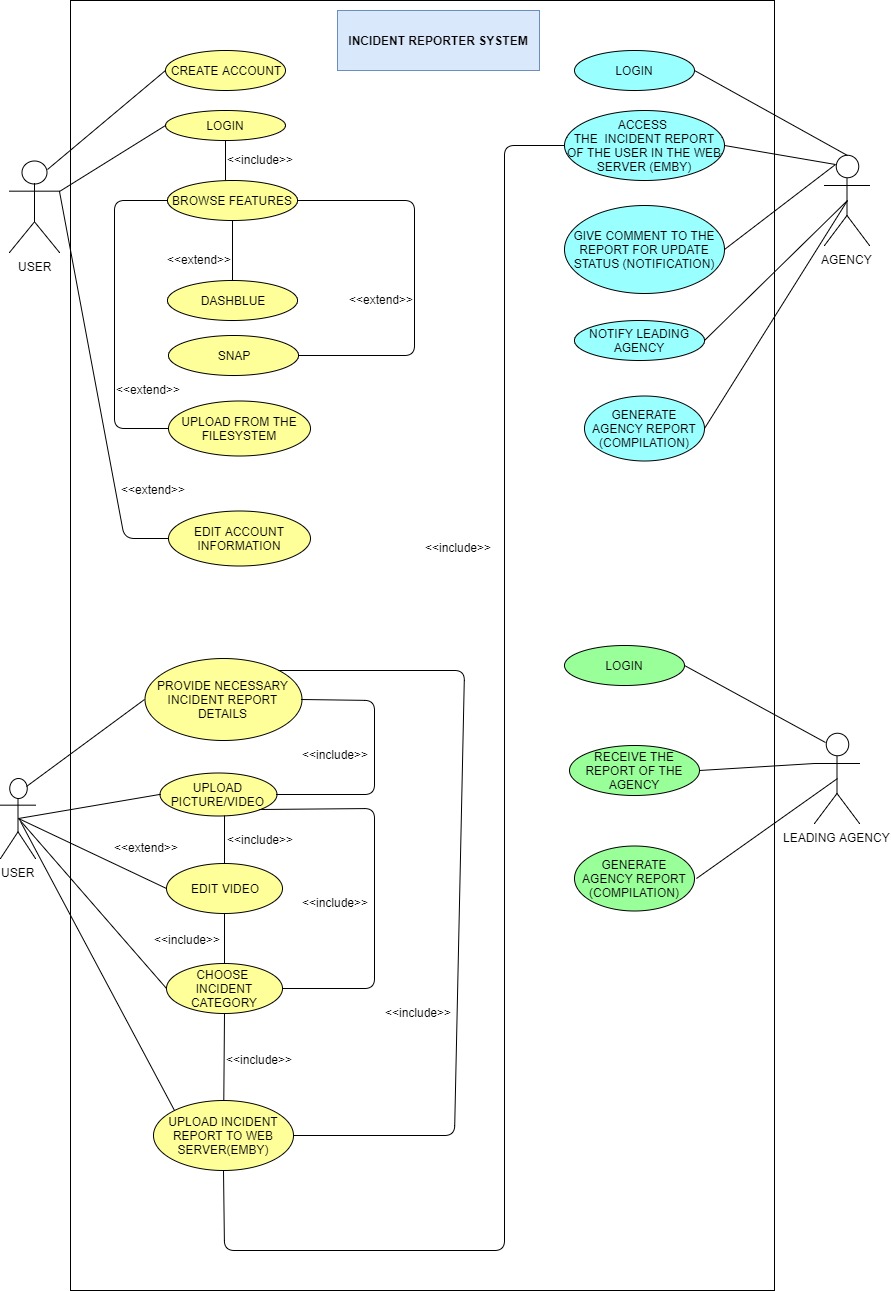 INCIDENT REPORTER SYSTEM
CREATE ACCOUNT
LOGIN
<<include>>
BROWSE FEATURES
<<extend>>
DASHBLUE
<<extend>>
SNAP
<<extend>>
UPLOAD FROM THE
FILESYSTEM
<<extend>>
EDIT ACCOUNT
INFORMATION
USER
LOGIN
ACCESS
THE INCIDENT REPORT
OF THE USER IN THE WEB
SERVER (EMBY)
GIVE COMMENT TO THE
REPORT FOR UPDATE
STATUS (NOTIFICATION)
NOTIFY LEADING
AGENCY
GENERATE
AGENCY REPORT
(COMPILATION)
AGENCY
<<include>>
PROVIDE NECESSARY
INCIDENT REPORT
DETAILS
<<include>>
UPLOAD
PICTURE/VIDEO
<<include>>
<<extend>>
EDIT VIDEO
<<include>>
<<include>>
CHOOSE
INCIDENT
CATEGORY
<<include>>
<<include>>
UPLOAD INCIDENT
REPORT TO WEB
SERVER(EMBY)
USER
LOGIN
RECEIVE THE
REPORT OF THE
AGENCY
GENERATE
AGENCY REPORT
(COMPILATION)
LEADING AGENCY